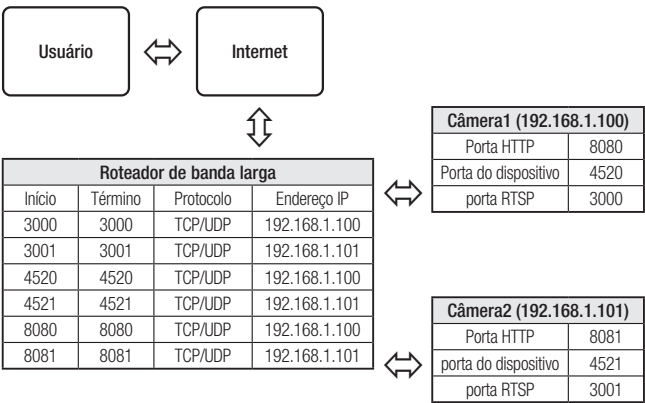 Usuário
Internet
Roteador de banda larga
Início Término Protocolo Endereço IP
3000 3000 TCP/UDP 192.168.1.100
3001 3001 TCP/UDP 192.168.1.101
4520 4520 TCP/UDP 192.168.1.100
4521 4521 TCP/UDP 192.168.1.101
8080 8080 TCP/UDP 192.168.1.100
8081 8081 TCP/UDP 192.168.1.101
Câmera1 (192.168.1.100)
Porta HTTP 8080
Porta do dispositivo 4520
porta RTSP 3000
Câmera2 (192.168.1.101)
Porta HTTP 8081
porta do dispositivo 4521
porta RTSP 3001